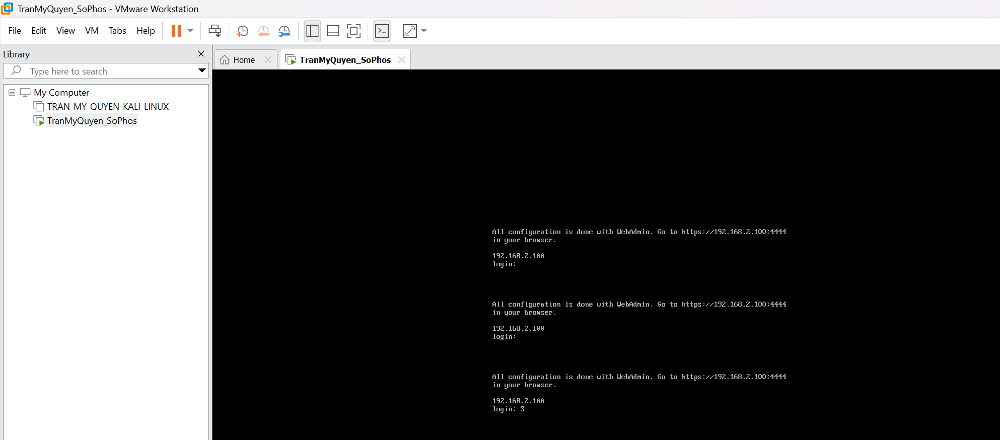 TranMyQuyen_SoPhos - VMware Workstation
File Edit View VM Tabs Help
Library
Type here to search
My Computer
TRAN_MY_QUYEN_KALI_LINUX
TranMyQuyen_SoPhos
Home
TranMyQuyen_SoPhos
All configuration is done with WebAdmin. Go to https://192.168.2.100:4444
in your browser.
192.168.2.100
login:
All configuration is done with WebAdmin. Go to https://192.168.2.100:4444
in your browser.
192.168.2.100
login:
All configuration is done with WebAdmin. Go to https://192.168.2.100:4444
in your browser.
192.168.2.100
login: S